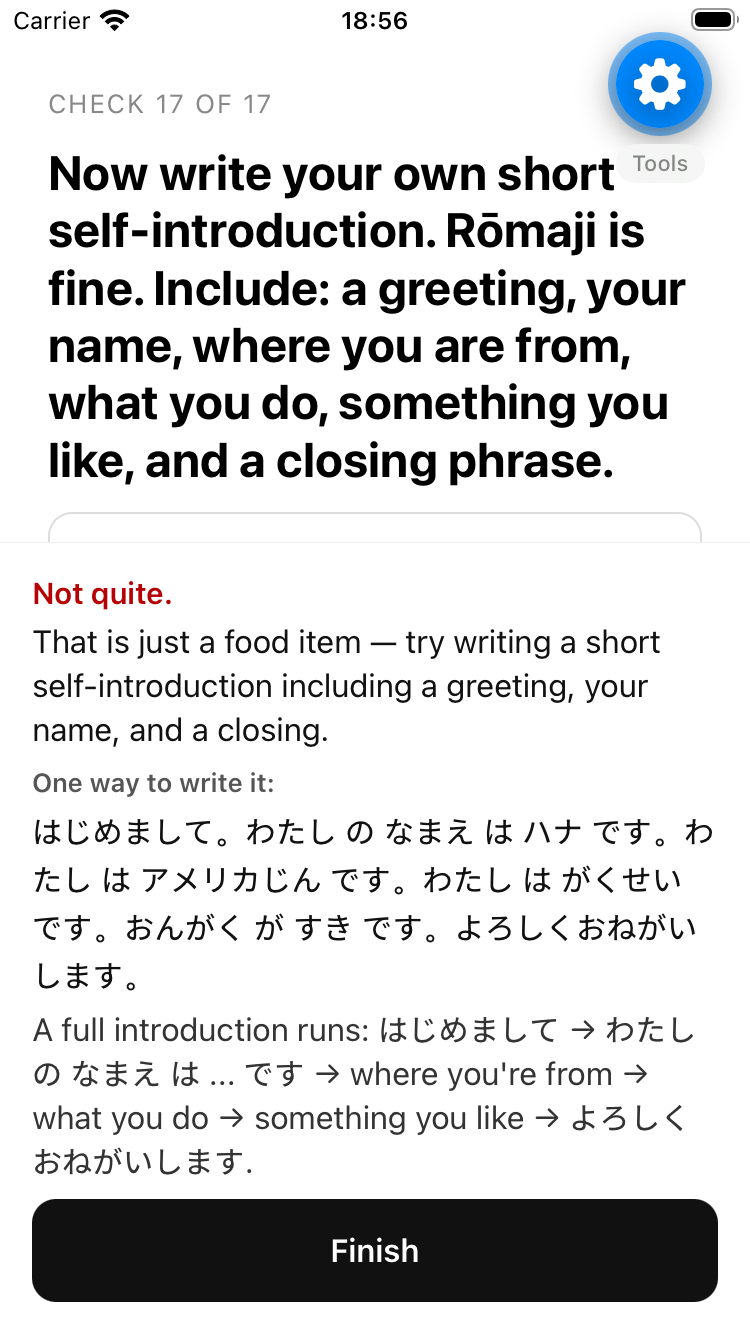 Carrier 18:56
CHECK 17 OF 17
Tools
Now write your own short
self-introduction. Rōmaji is
fine. Include: a greeting, your
name, where you are from,
what you do, something you
like, and a closing phrase.
Not quite.
That is just a food item — try writing a short
self-introduction including a greeting, your
name, and a closing.
One way to write it:
はじめまして。わたし の なまえ は ハナ です。わ
たし は アメリカじん です。わたし は がくせい
です。おんがく が すき です。よろしくおねがい
します。
A full introduction runs: はじめまして → わたし
の なまえ は ... です → where you're from →
what you do → something you like → よろしく
おねがいします.
Finish